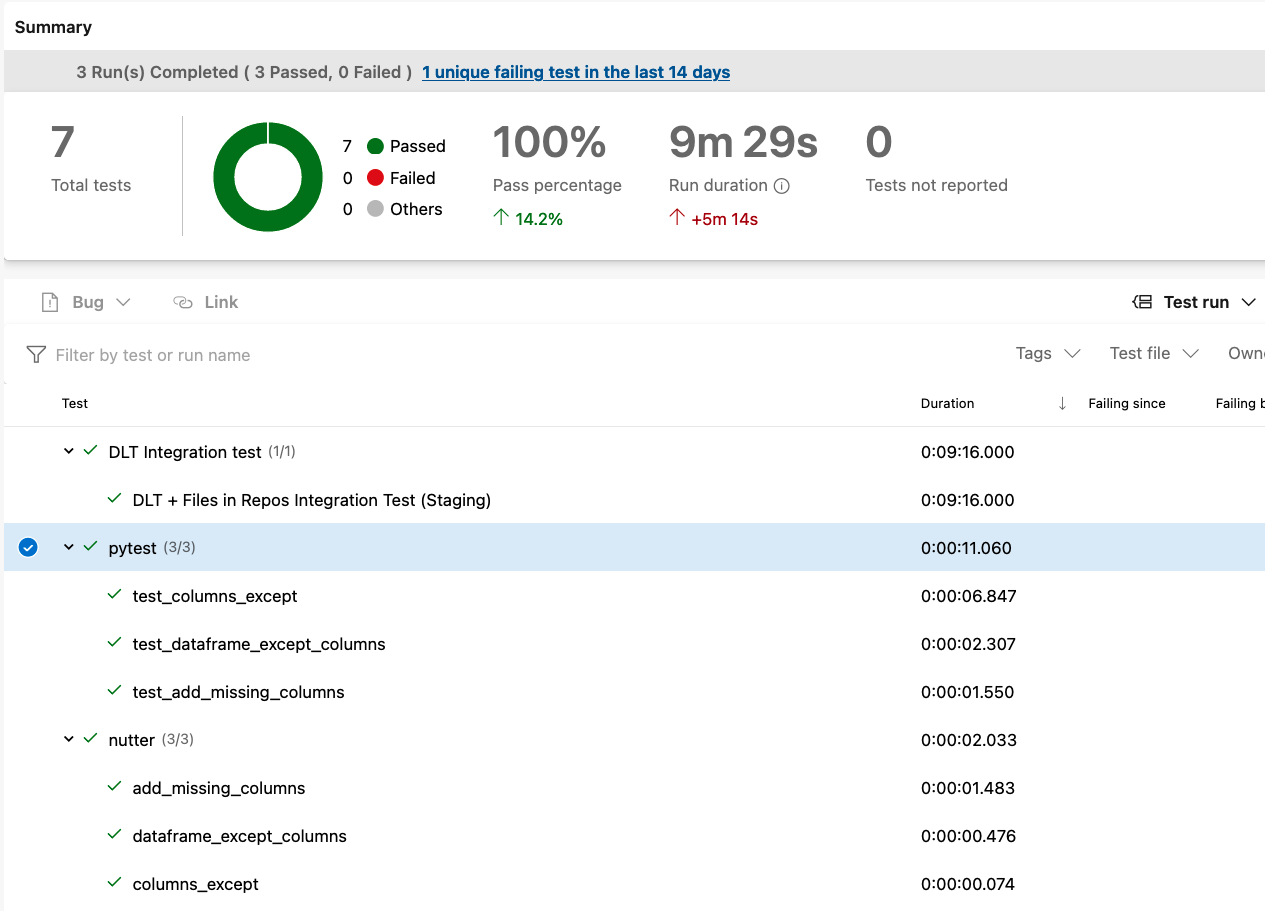 Summary
3 Run(s) Completed ( 3 Passed, 0 Failed ) 1 unique failing test in the last 14 days
7
Total tests
7 Passed
0 Failed
0 Others
100%
Pass percentage
14.2%
9m 29s
Run duration
+5m 14s
0
Tests not reported
Bug Link Test run
Filter by test or run name Tags Test file Owne
Test Duration Failing since Failing b
DLT Integration test (1/1) 0:09:16.000
DLT + Files in Repos Integration Test (Staging) 0:09:16.000
pytest (3/3) 0:00:11.060
test_columns_except 0:00:06.847
test_dataframe_except_columns 0:00:02.307
test_add_missing_columns 0:00:01.550
nutter (3/3) 0:00:02.033
add_missing_columns 0:00:01.483
dataframe_except_columns 0:00:00.476
columns_except 0:00:00.074